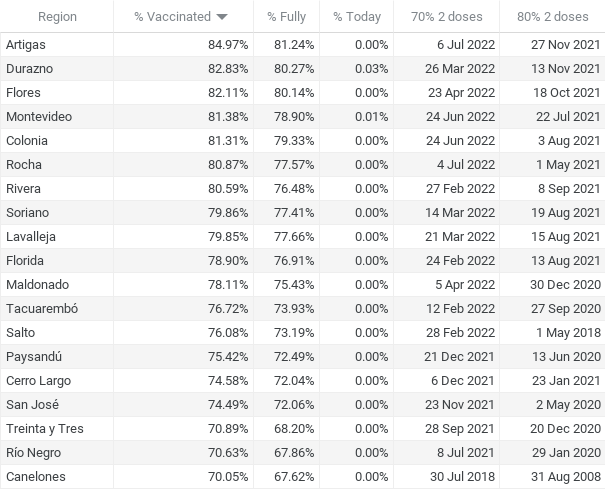 Region % Vaccinated % Fully % Today 70% 2 doses 80% 2 doses
Artigas 84.97% 81.24% 0.00% 6 Jul 2022 27 Nov 2021
Durazno 82.83% 80.27% 0.03% 26 Mar 2022 13 Nov 2021
Flores 82.11% 80.14% 0.00% 23 Apr 2022 18 Oct 2021
Montevideo 81.38% 78.90% 0.01% 24 Jun 2022 22 Jul 2021
Colonia 81.31% 79.33% 0.00% 24 Jun 2022 3 Aug 2021
Rocha 80.87% 77.57% 0.00% 4 Jul 2022 1 May 2021
Rivera 80.59% 76.48% 0.00% 27 Feb 2022 8 Sep 2021
Soriano 79.86% 77.41% 0.00% 14 Mar 2022 19 Aug 2021
Lavalleja 79.85% 77.66% 0.00% 21 Mar 2022 15 Aug 2021
Florida 78.90% 76.91% 0.00% 24 Feb 2022 13 Aug 2021
Maldonado 78.11% 75.43% 0.00% 5 Apr 2022 30 Dec 2020
Tacuarembó 76.72% 73.93% 0.00% 12 Feb 2022 27 Sep 2020
Salto 76.08% 73.19% 0.00% 28 Feb 2022 1 May 2018
Paysandú 75.42% 72.49% 0.00% 21 Dec 2021 13 Jun 2020
Cerro Largo 74.58% 72.04% 0.00% 6 Dec 2021 23 Jan 2021
San José 74.49% 72.06% 0.00% 23 Nov 2021 2 May 2020
Treinta y Tres 70.89% 68.20% 0.00% 28 Sep 2021 20 Dec 2020
Río Negro 70.63% 67.86% 0.00% 8 Jul 2021 29 Jan 2020
Canelones 70.05% 67.62% 0.00% 30 Jul 2018 31 Aug 2008